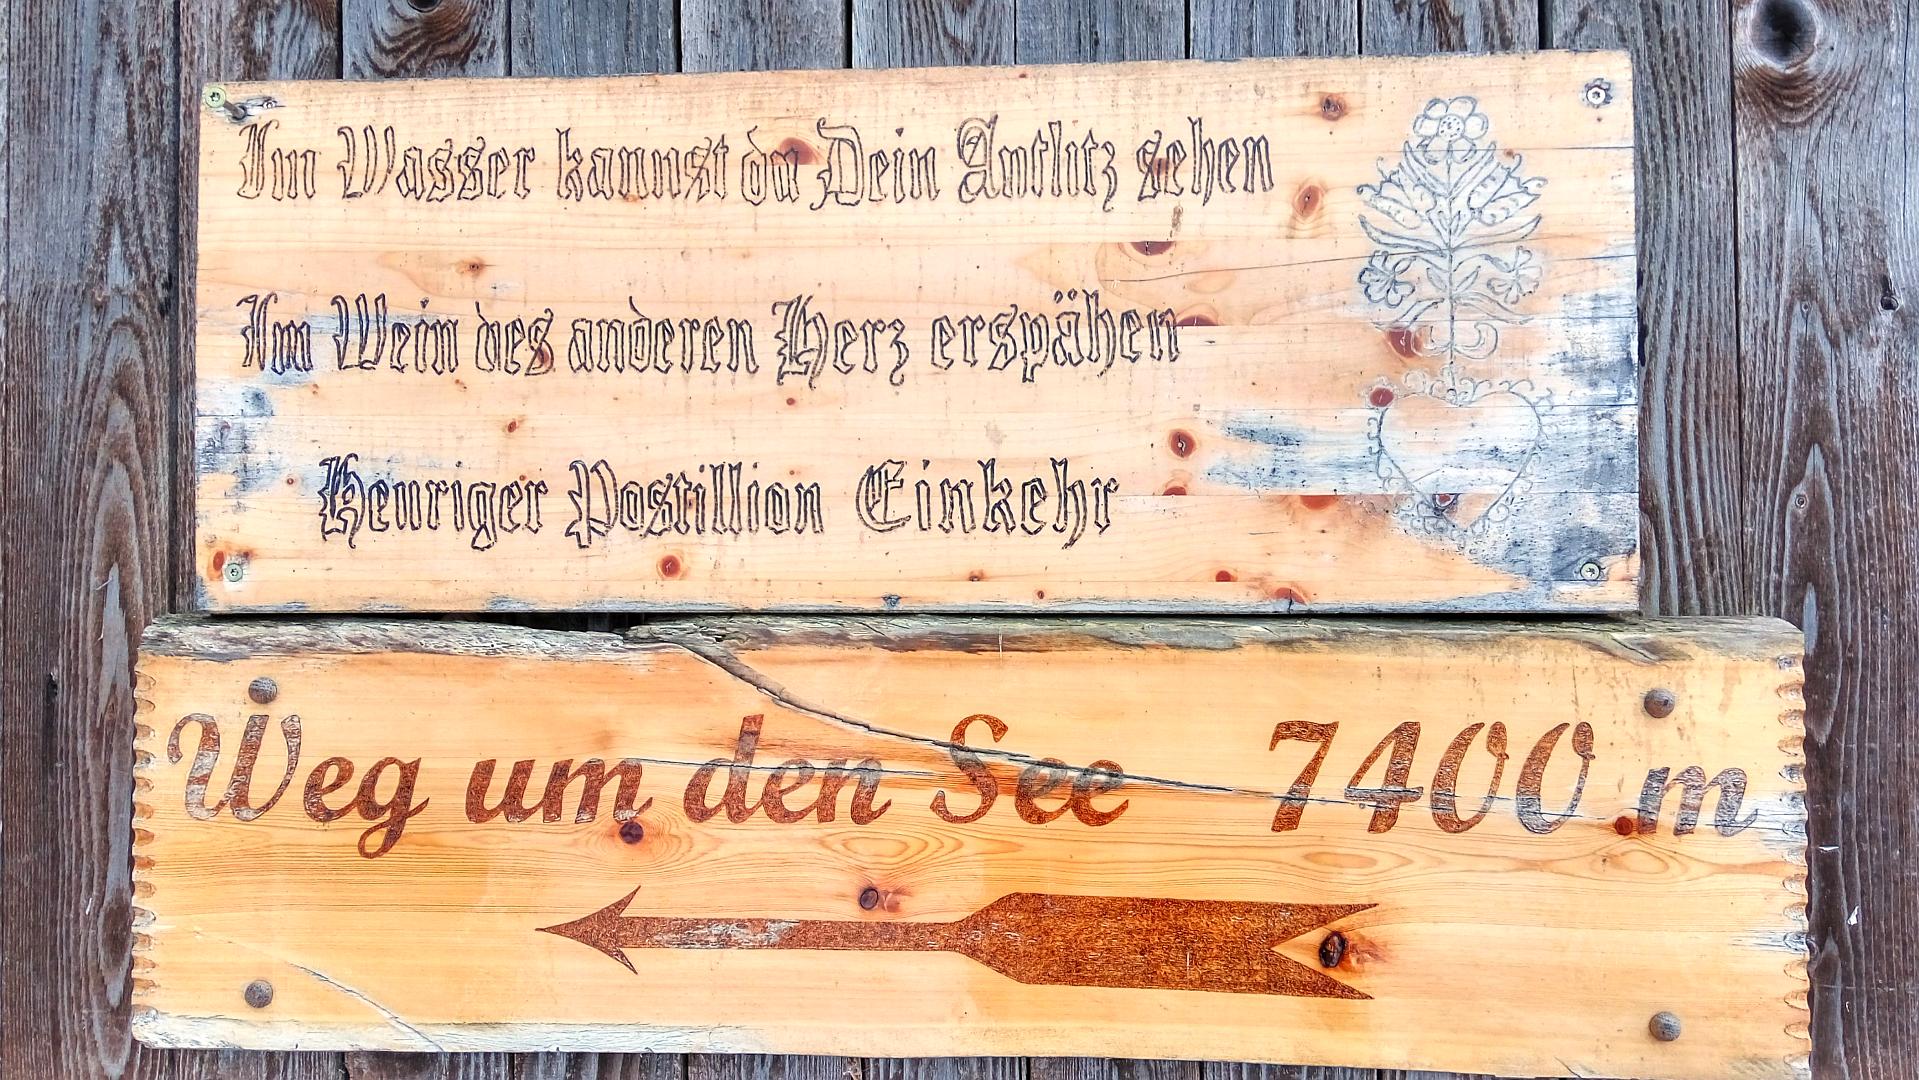 Im Wasser kannst du Dein Antlitz sehen
Im Wein des anderen Herz erspähen
Heuriger Postillion Einkehr
Weg um den See 7400 m